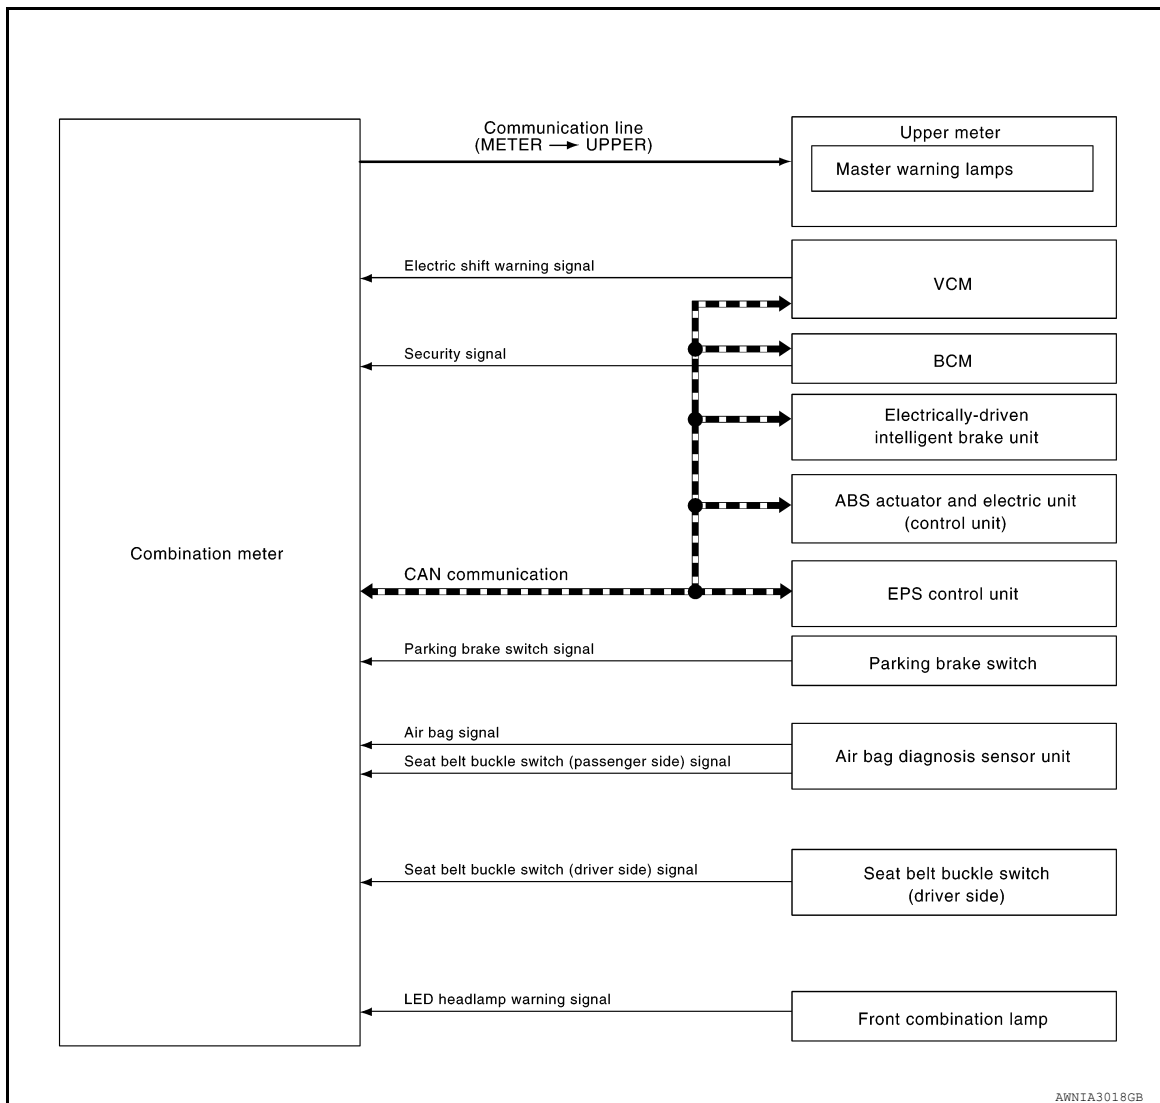 Communication line
(METER → UPPER)
Upper meter
Master warning lamps
Electric shift warning signal
VCM
Security signal
BCM
Electrically-driven
intelligent brake unit
ABS actuator and electric unit
(control unit)
Combination meter
CAN communication
EPS control unit
Parking brake switch signal
Parking brake switch
Air bag signal
Seat belt buckle switch (passenger side) signal
Air bag diagnosis sensor unit
Seat belt buckle switch (driver side) signal
Seat belt buckle switch
(driver side)
LED headlamp warning signal
Front combination lamp
AWNIA3018GB